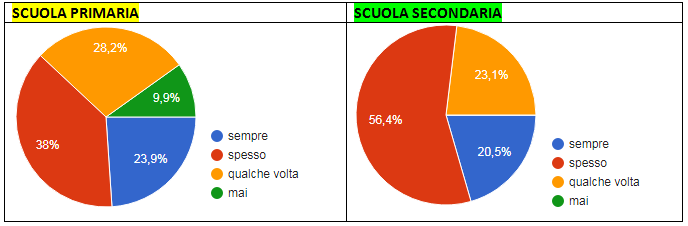 SCUOLA PRIMARIA
28,2%
9,9%
38%
23,9%
sempre
spesso
qualche volta
mai
SCUOLA SECONDARIA
23,1%
56,4%
20,5%
sempre
spesso
qualche volta
mai